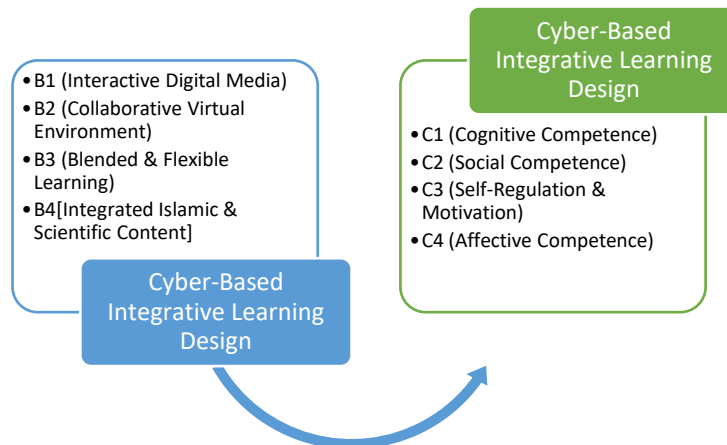 • B1 (Interactive Digital Media)
• B2 (Collaborative Virtual
Environment)
• B3 (Blended & Flexible
Learning)
• B4[Integrated Islamic &
Scientific Content]
Cyber-Based
Integrative Learning
Design
Cyber-Based
Integrative Learning
Design
• C1 (Cognitive Competence)
• C2 (Social Competence)
• C3 (Self-Regulation &
Motivation)
• C4 (Affective Competence)